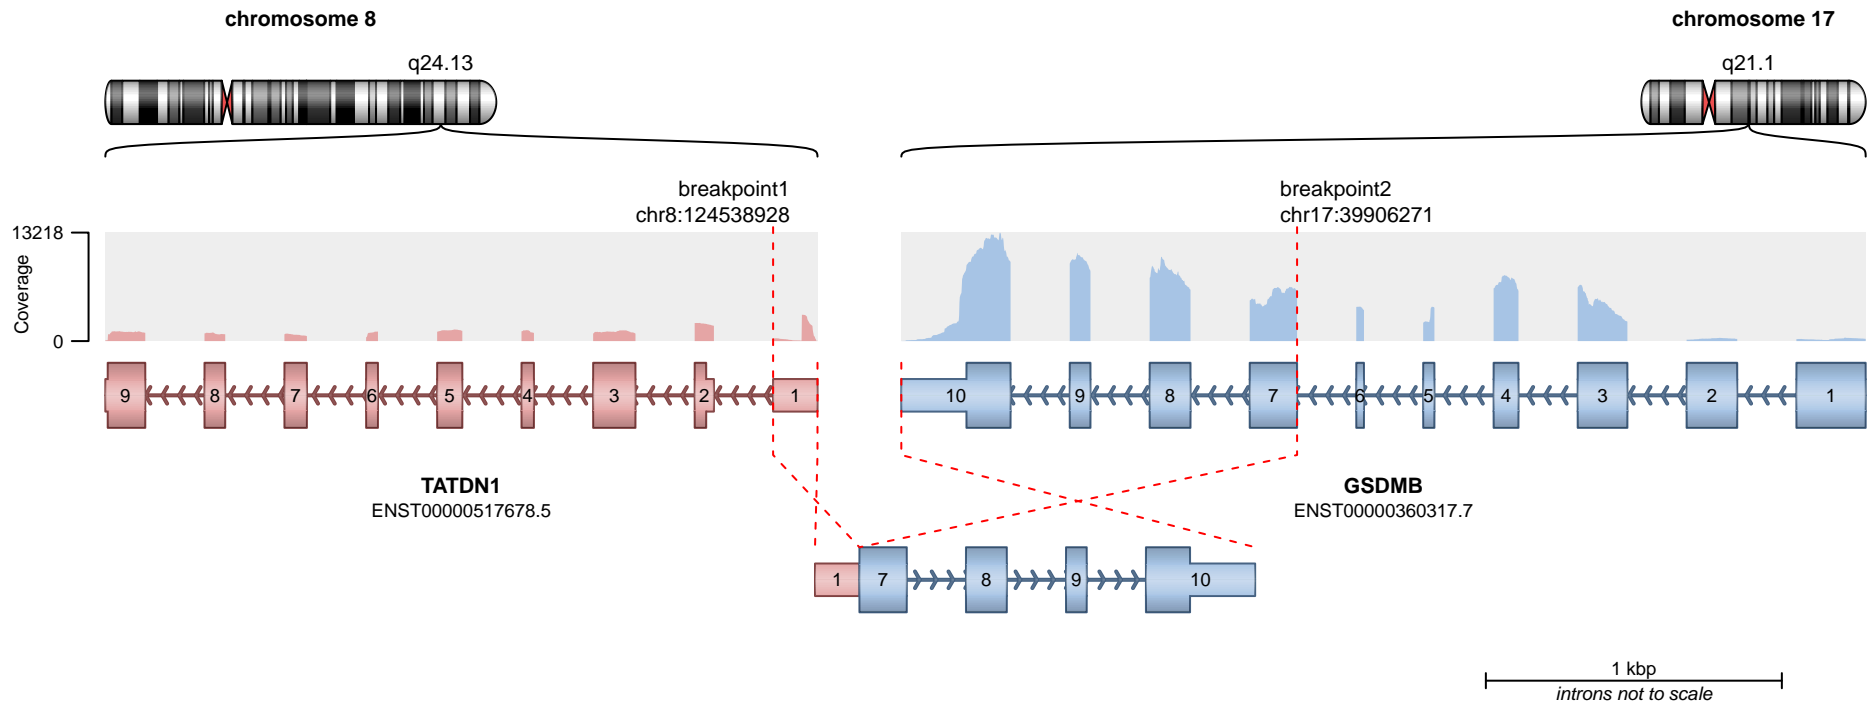 chromosome 8
chromosome 17
q24.13
q21.1
breakpoint1
chr8:124538928
breakpoint2
chr17:39906271
13218
Coverage
0
9 8 7 6 5 4 3 2 1
10 9 8 7 6 5 4 3 2 1
TATDN1
ENST00000517678.5
GSDMB
ENST00000360317.7
1 7 8 9 10
1 kbp
introns not to scale